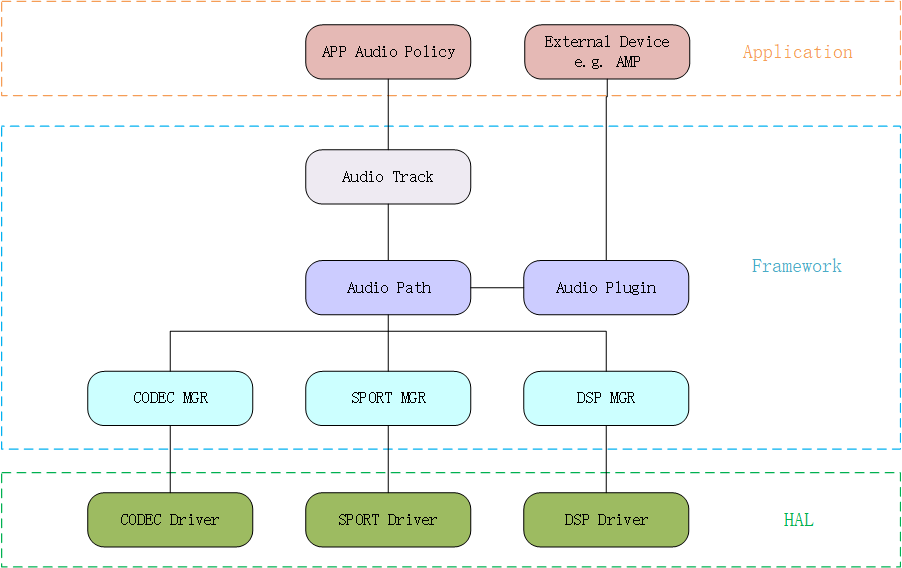 APP Audio Policy
External Device
e.g. AMP
Application
Audio Track
Framework
Audio Path
Audio Plugin
CODEC MGR
SPORT MGR
DSP MGR
CODEC Driver
SPORT Driver
DSP Driver
HAL